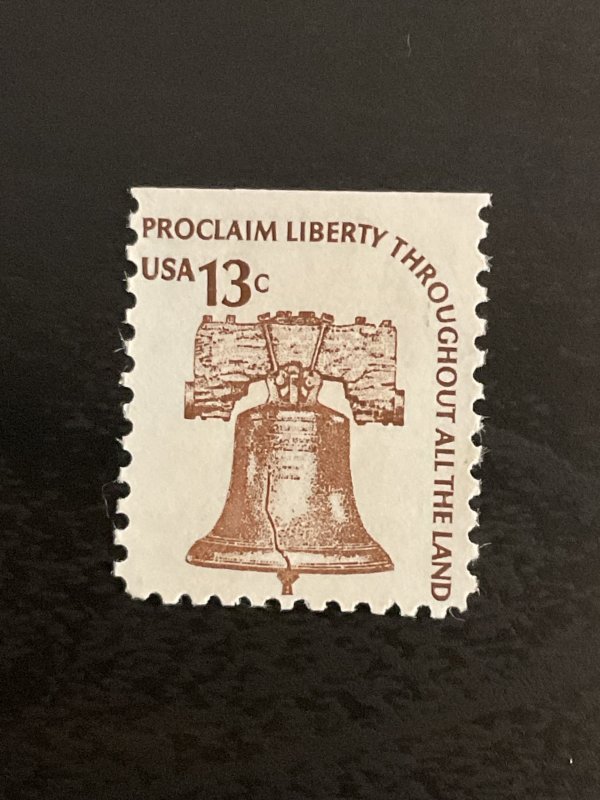 PROCLAIM LIBERTY THROUGHOUT ALL THE LAND
USA 13c